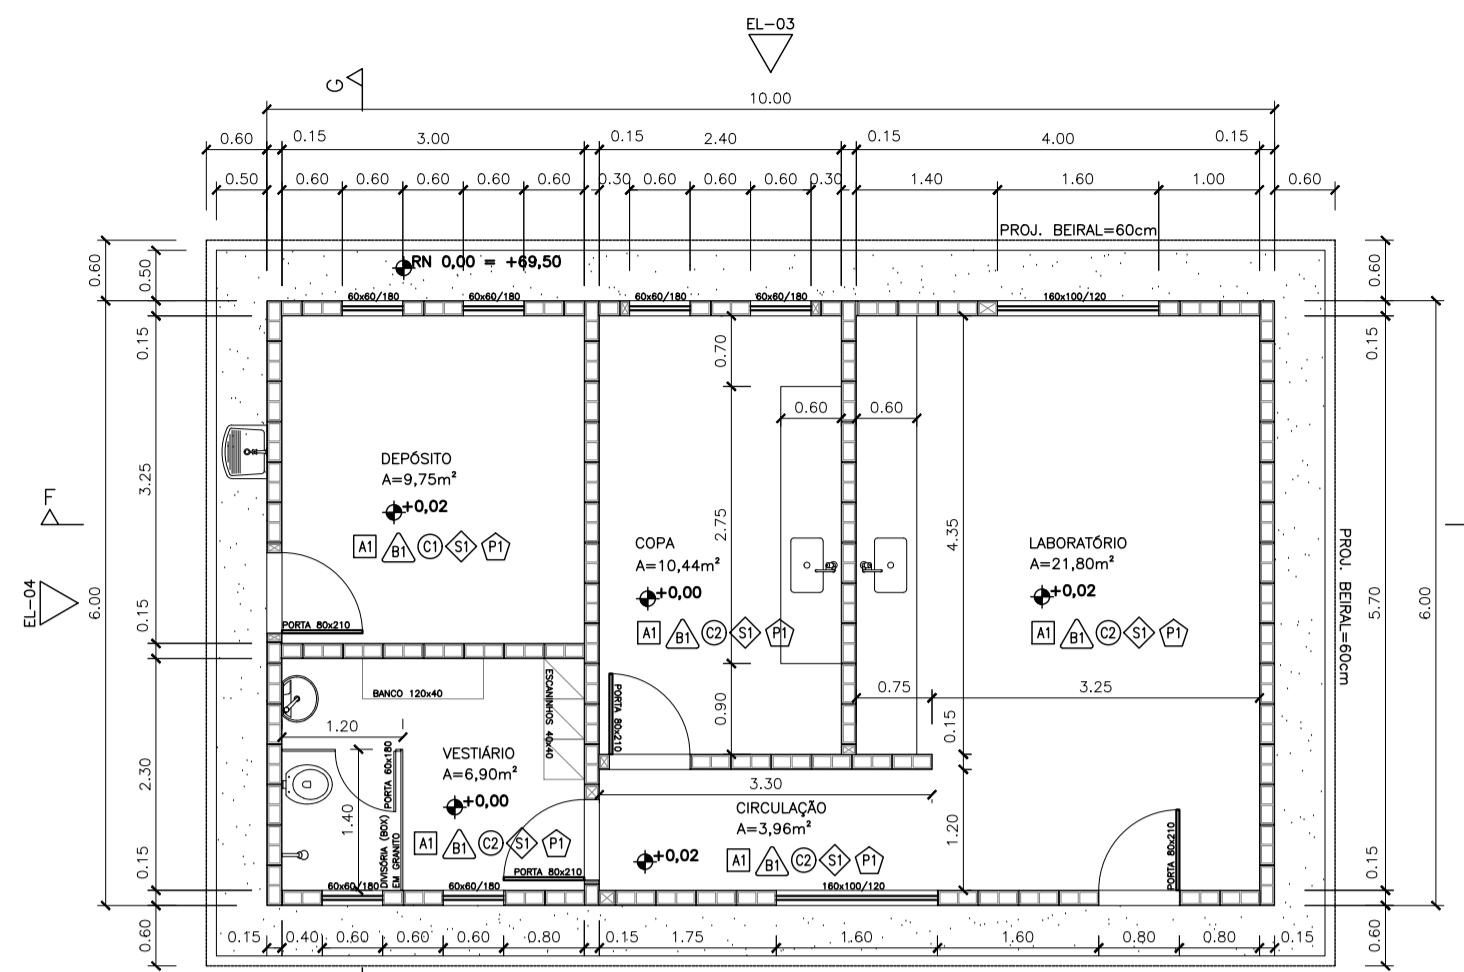 EL-03
G
10.00
0.60
0.15
3.00
0.15
2.40
0.15
4.00
0.15
0.50
0.60
0.60
0.60
0.60
0.60
0.30
0.60
0.60
0.60
0.30
1.40
1.60
1.00
0.60
PROJ. BEIRAL=60cm
RN 0,00 = +69,50
0.60
0.50
0.60
60x60/180
60x60/180
60x60/180
60x60/180
160x100/120
0.15
0.70
0.15
0.60
0.60
DEPÓSITO
A=9,75m²
+0,02
A1
B1
C1
S1
P1
3.25
F
2.75
4.35
COPA
A=10,44m²
+0,00
A1
B1
C2
S1
P1
LABORATÓRIO
A=21,80m²
+0,02
A1
B1
C2
S1
P1
PROJ. BEIRAL=60cm
EL-04
6.00
0.15
5.70
6.00
PORTA 80x210
BANCO 120x40
ESCANINHOS 40x40
PORTA 80x210
0.90
0.75
3.25
0.15
1.20
VESTIÁRIO
A=6,90m²
+0,00
A1
B1
C2
S1
P1
2.30
1.40
PORTA 60x180
DIVISÓRIA (BOX)
EM GRANITO
3.30
CIRCULAÇÃO
A=3,96m²
+0,02
A1
B1
C2
S1
P1
1.20
PORTA 80x210
PORTA 80x210
0.15
0.15
60x60/180
60x60/180
160x100/120
0.60
0.15
0.40
0.60
0.60
0.60
0.80
0.15
1.75
1.60
1.60
0.80
0.80
0.15
0.60